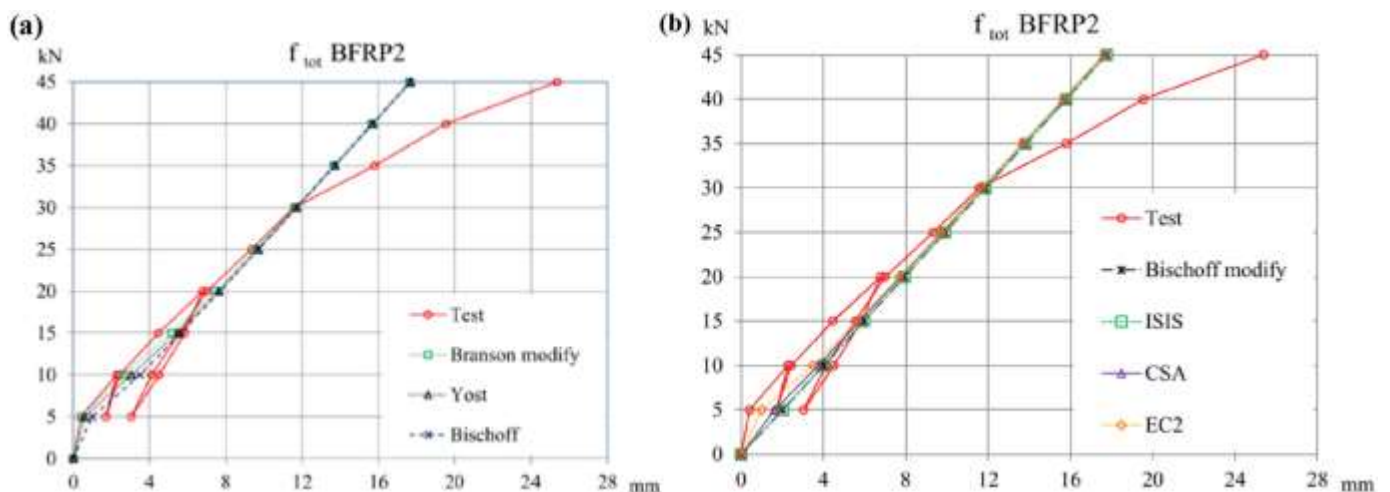 (a)
kN
f tot BFRP2
45
40
35
30
25
20
15
10
5
0
0 4 8 12 16 20 24 28 mm
Test
Branson modify
Yost
Bischoff
(b)
kN
f tot BFRP2
45
40
35
30
25
20
15
10
5
0
0 4 8 12 16 20 24 28 mm
Test
Bischoff modify
ISIS
CSA
EC2